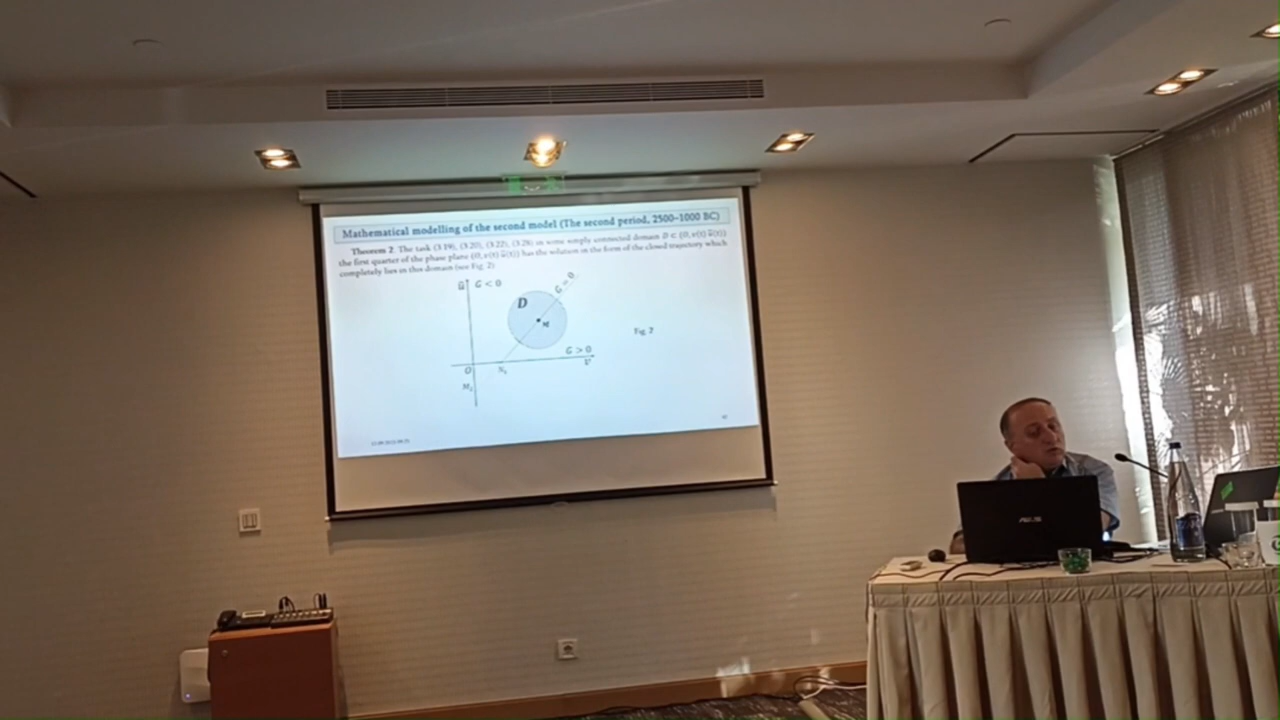 Mathematical modelling of the second model (The second period, 2500–1000 BC)
Theorem 2. The task (3.19), (3.20), (3.22), (3.28) in some simply connected domain D ⊂ (0, v(t) u̅(t))
the first quarter of the phase plane (0, v(t) u̅(t)) has the solution in the form of the closed trajectory which
completely lies in this domain (see Fig. 2)
u̅ G < 0
G = 0
D
M
Fig. 2
G > 0
O
v̅
ASUS